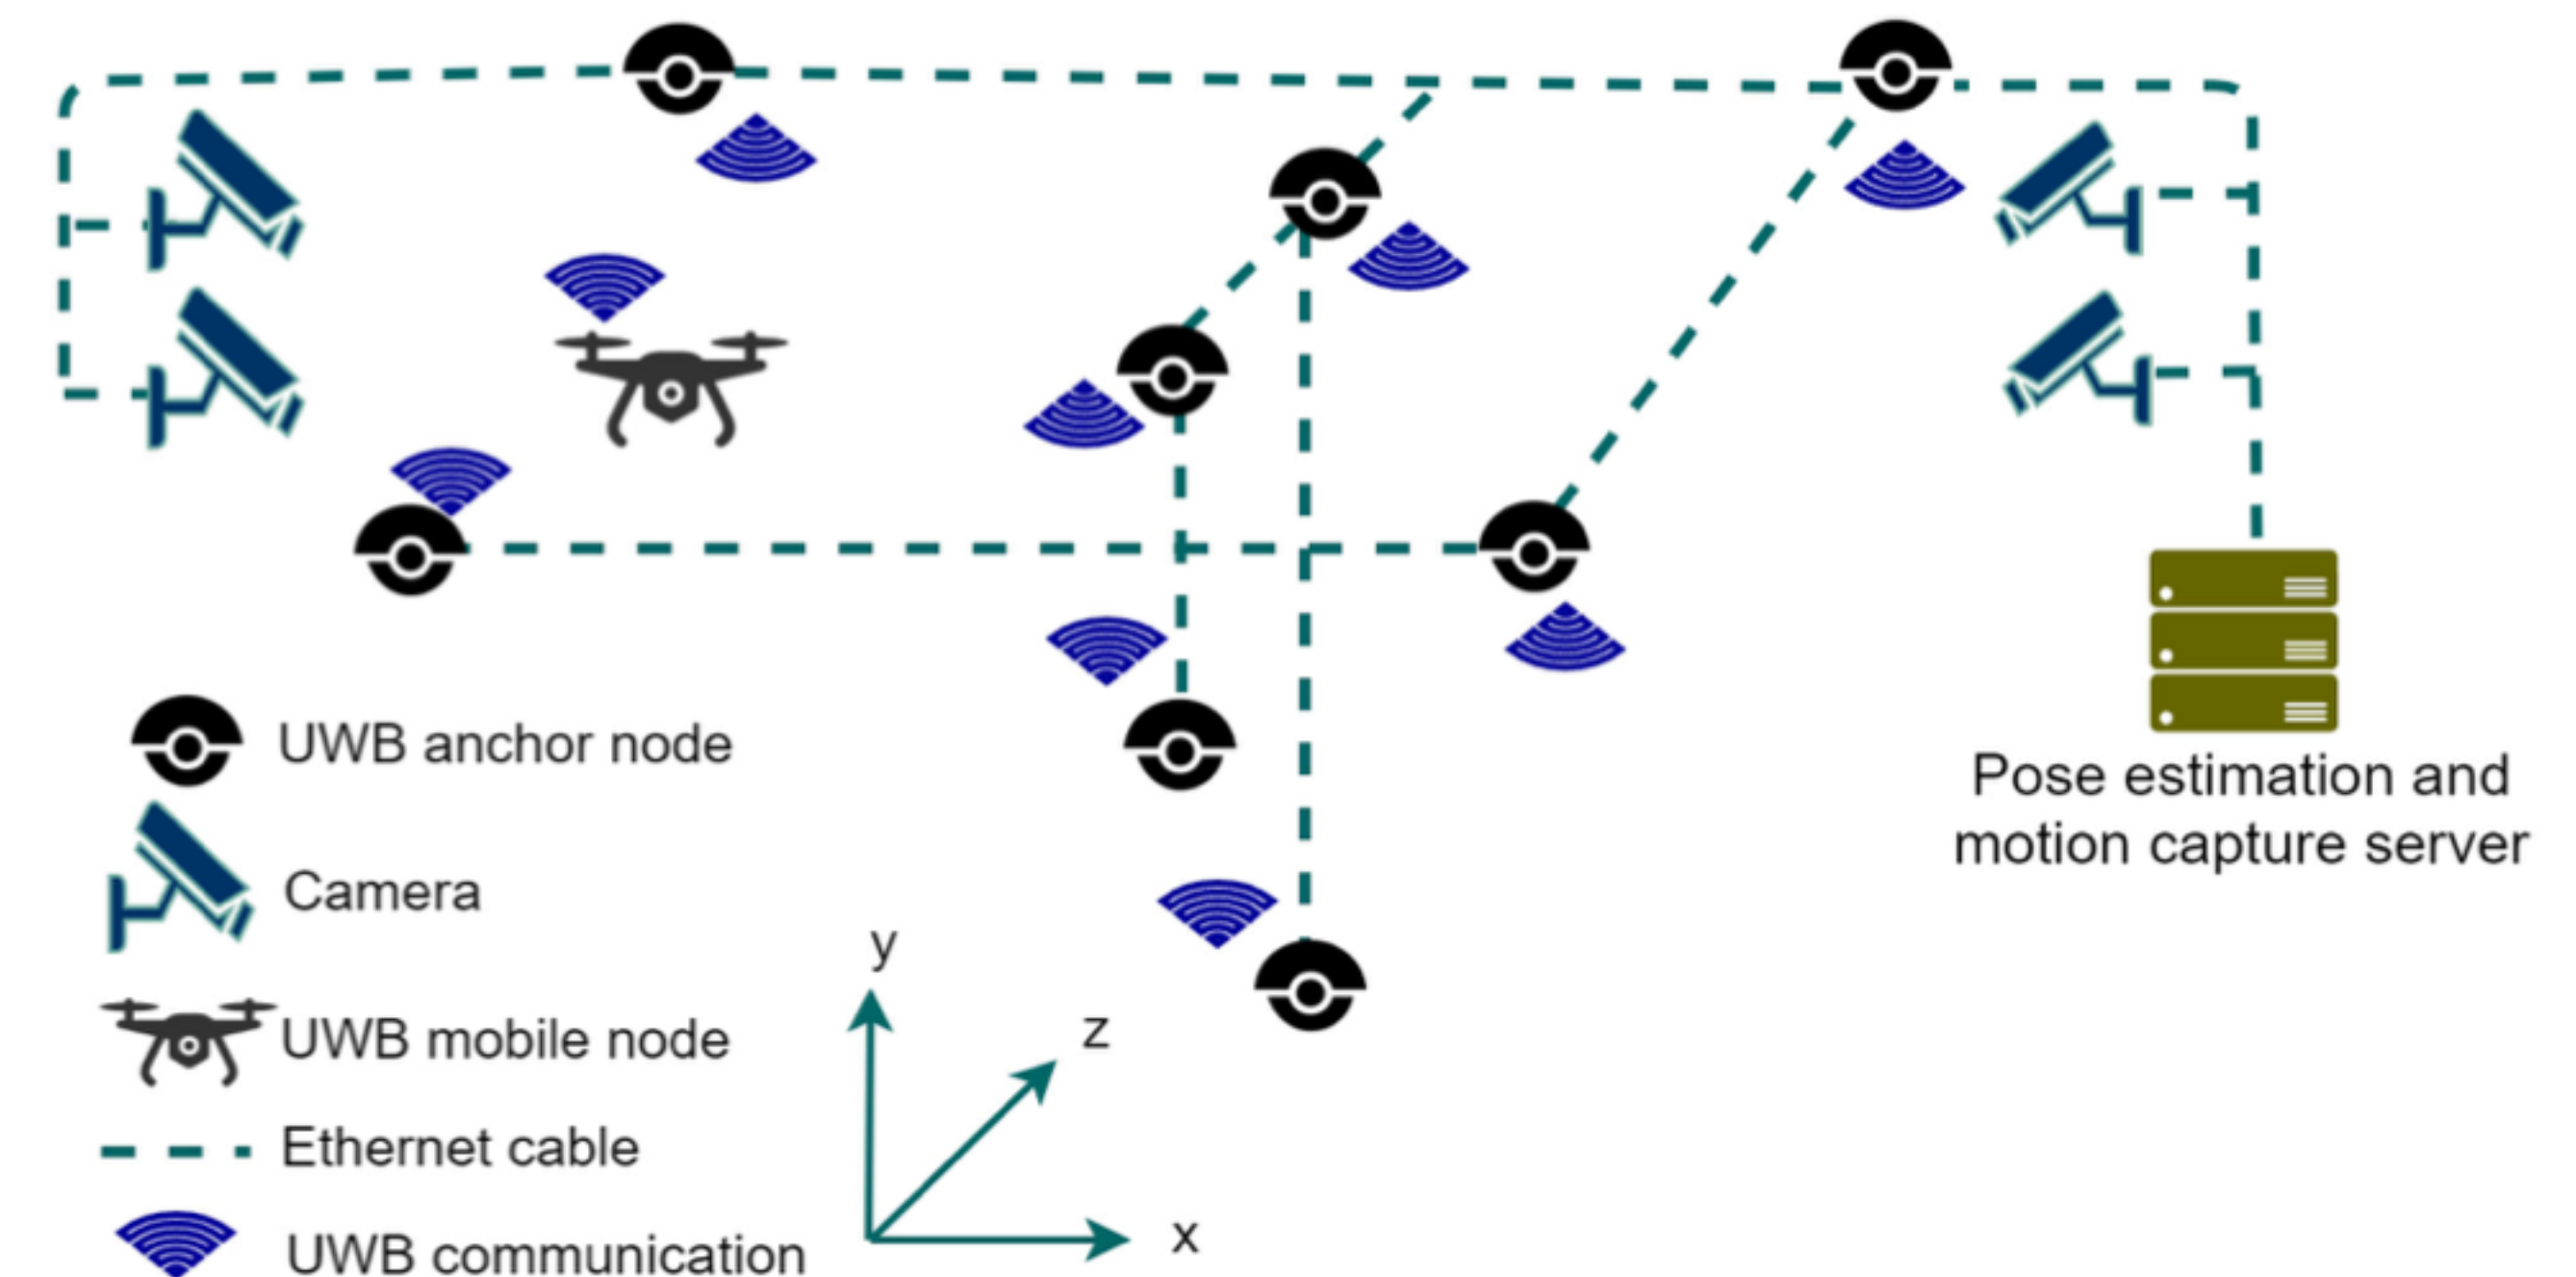 UWB anchor node
Camera
UWB mobile node
Ethernet cable
UWB communication
y
z
x
Pose estimation and
motion capture server